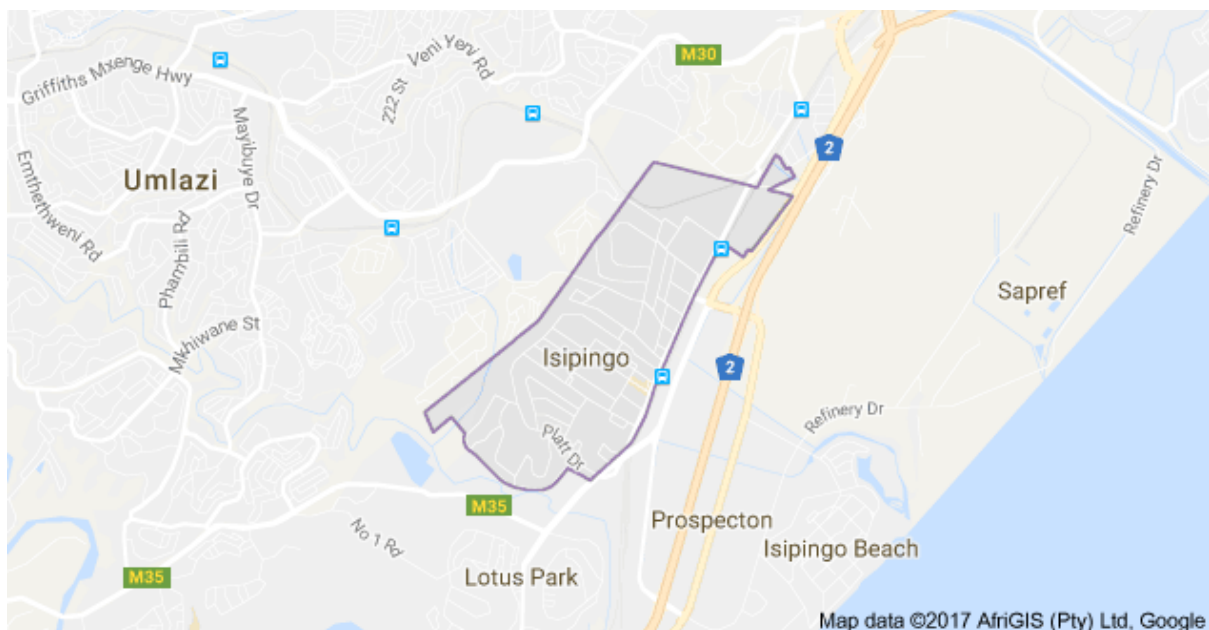 M30
Veni Yeni Rd
222 St
Griffiths Mxenge Hwy
Mayibuye Dr
2
Umlazi
Emthethweni Rd
Phambili Rd
Refinery Dr
Sapref
Mkhiwane St
Isipingo
2
Refinery Dr
Platt Dr
M35
Prospecton
No 1 Rd
Isipingo Beach
M35
Lotus Park
Map data ©2017 AfriGIS (Pty) Ltd, Google